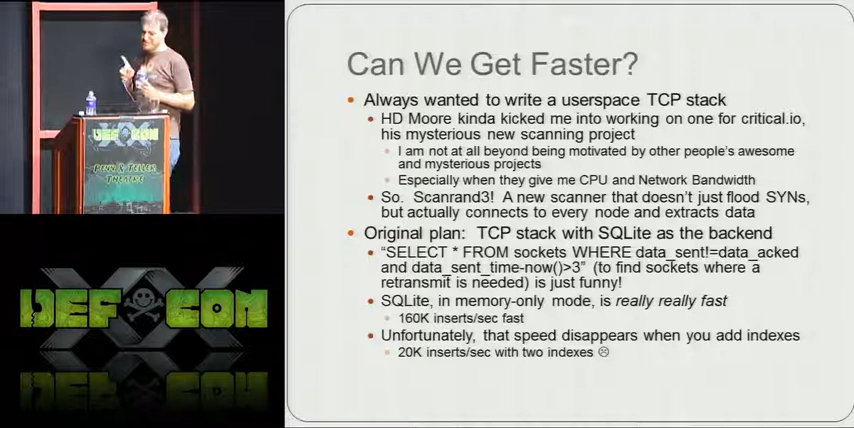 DEF CON
XX
PENN & TELLER
THEATRE
DEF CON
Can We Get Faster?
Always wanted to write a userspace TCP stack
HD Moore kinda kicked me into working on one for critical.io,
his mysterious new scanning project
I am not at all beyond being motivated by other people's awesome
and mysterious projects
Especially when they give me CPU and Network Bandwidth
So. Scanrand3! A new scanner that doesn't just flood SYNs,
but actually connects to every node and extracts data
Original plan: TCP stack with SQLite as the backend
"SELECT * FROM sockets WHERE data_sent!=data_acked
and data_sent_time-now()>3" (to find sockets where a
retransmit is needed) is just funny!
SQLite, in memory-only mode, is really really fast
160K inserts/sec fast
Unfortunately, that speed disappears when you add indexes
20K inserts/sec with two indexes ☹